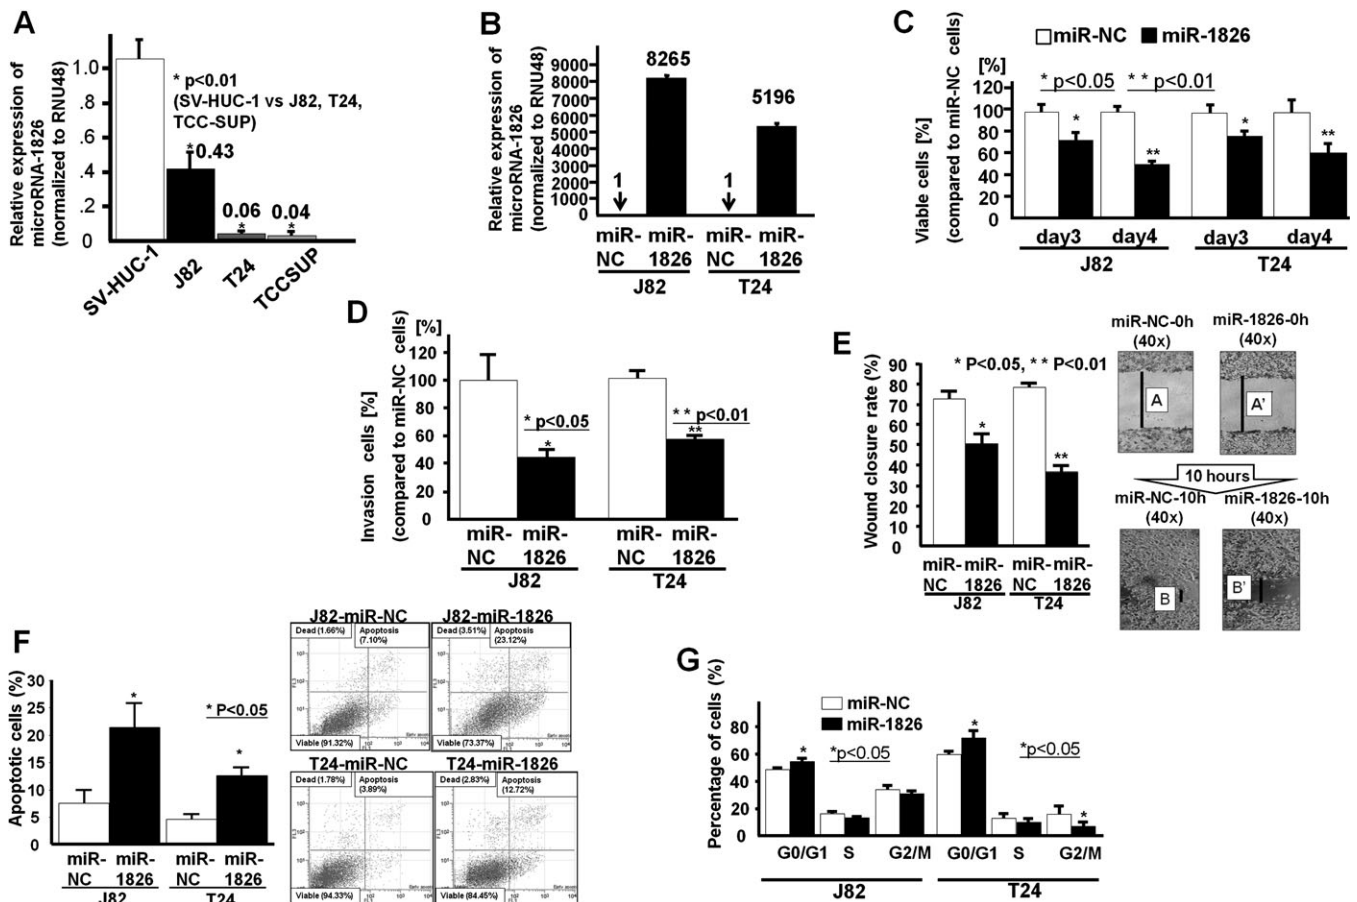 A
Relative expression of
microRNA-1826
(normalized to RNU48)
1.0
.8
.6
.4
.2
0
* p<0.01
(SV-HUC-1 vs J82, T24,
TCC-SUP)
*
0.43
0.06
*
0.04
*
SV-HUC-1
J82
T24
TCCSUP
B
Relative expression of
microRNA-1826
(normalized to RNU48)
9000
8000
7000
6000
5000
4000
3000
2000
1000
0
1
8265
1
5196
miR-NC
miR-1826
miR-NC
miR-1826
J82
T24
C
miR-NC
miR-1826
Viable cells [%]
(compared to miR-NC cells)
[%]
120
100
80
60
40
20
0
* p<0.05
** p<0.01
*
**
*
**
day3
day4
day3
day4
J82
T24
D
Invasion cells [%]
(compared to miR-NC cells)
[%]
120
100
80
60
40
20
0
* p<0.05
*
** p<0.01
**
miR-NC
miR-1826
miR-NC
miR-1826
J82
T24
E
Wound closure rate (%)
90
80
70
60
50
40
30
20
10
0
* P<0.05, ** P<0.01
*
**
miR-NC
miR-1826
miR-NC
miR-1826
J82
T24
miR-NC-0h
(40x)
miR-1826-0h
(40x)
A
A'
10 hours
miR-NC-10h
(40x)
miR-1826-10h
(40x)
B
B'
F
Apoptotic cells (%)
30
25
20
15
10
5
0
*
* P<0.05
*
miR-NC
miR-1826
miR-NC
miR-1826
J82
T24
J82-miR-NC
Dead (1.66%)
Apoptosis
(7.10%)
Viable (91.32%)
J82-miR-1826
Dead (3.51%)
Apoptosis
(23.12%)
Viable (73.37%)
T24-miR-NC
Dead (1.78%)
Apoptosis
(3.89%)
Viable (94.33%)
T24-miR-1826
Dead (2.83%)
Apoptosis
(12.72%)
Viable (84.45%)
G
Percentage of cells (%)
80
60
40
20
0
miR-NC
miR-1826
*
*p<0.05
*
*p<0.05
*
G0/G1
S
G2/M
G0/G1
S
G2/M
J82
T24